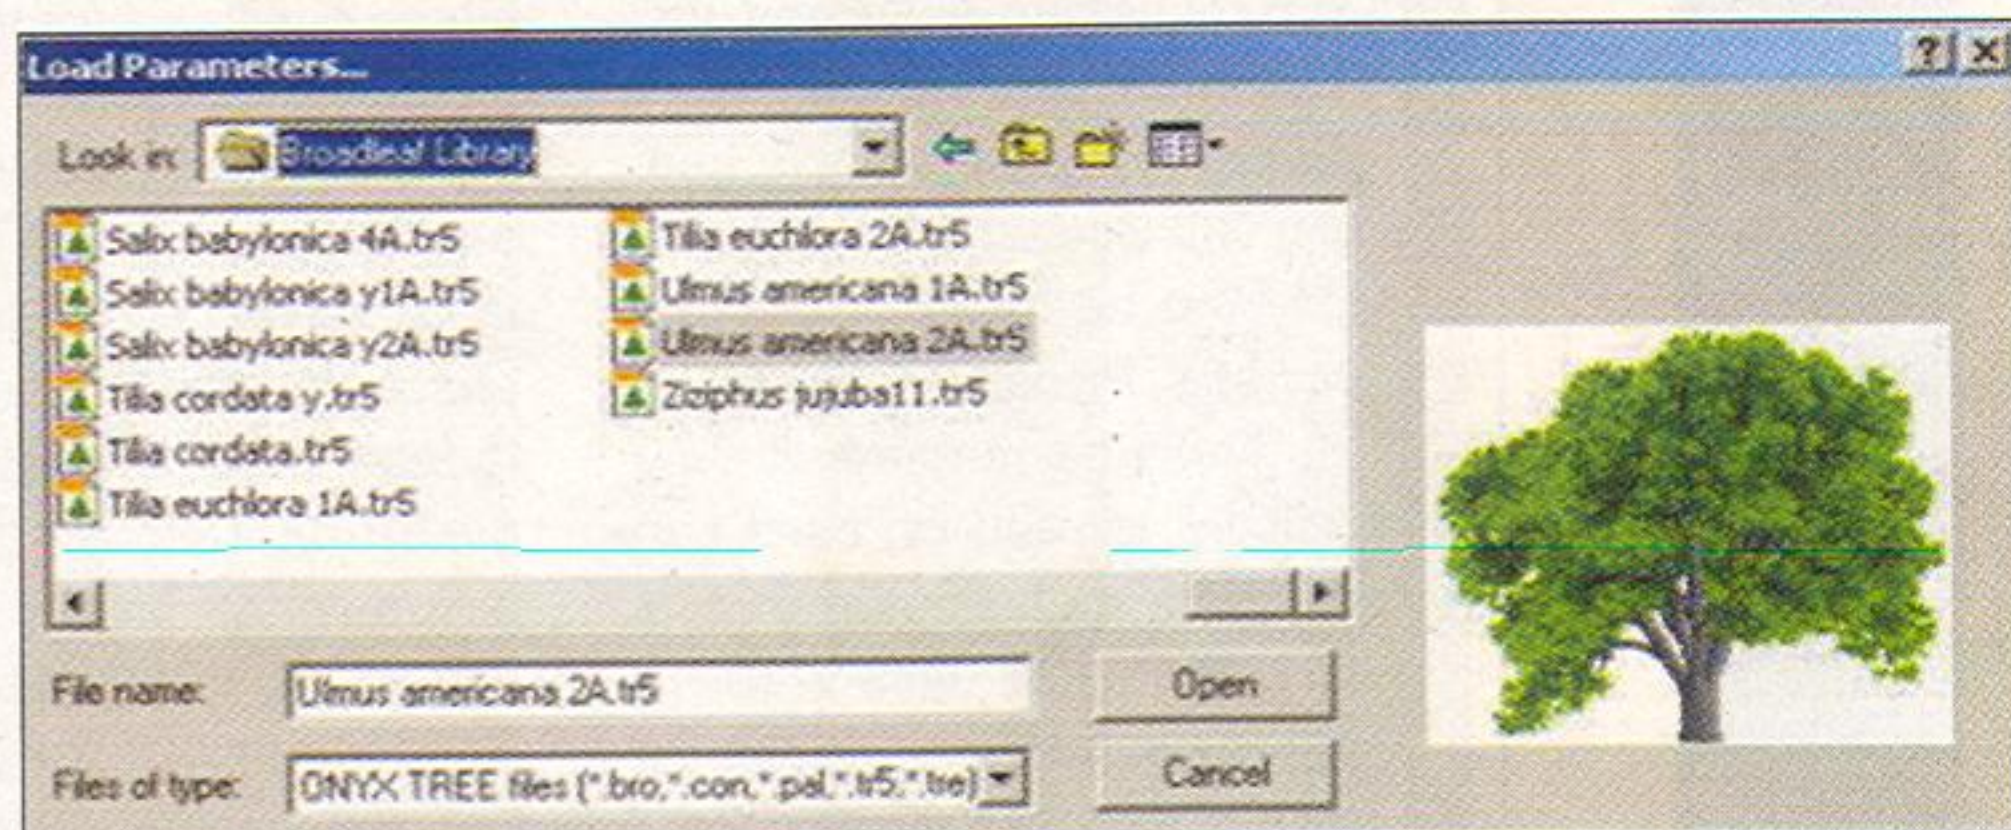 Load Parameters...
Look in: Broadleaf Library
Salix babylonica 4A.tr5
Salix babylonica y1A.tr5
Salix babylonica y2A.tr5
Tilia cordata y.tr5
Tilia cordata.tr5
Tilia euchlora 1A.tr5
Tilia euchlora 2A.tr5
Ulmus americana 1A.tr5
Ulmus americana 2A.tr5
Ziziphus jujuba11.tr5
File name: Ulmus americana 2A.tr5
Open
Files of type: ONYX TREE files (*.bro,*.con,*.pal,*.tr5,*.tre)
Cancel